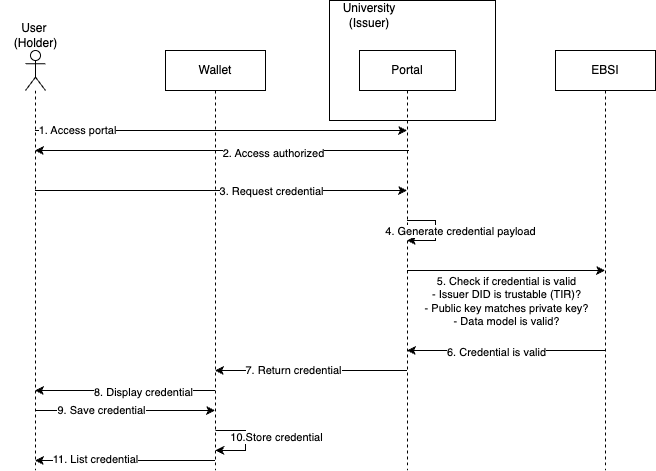 User
(Holder)
University
(Issuer)
Wallet
Portal
EBSI
1. Access portal
2. Access authorized
3. Request credential
4. Generate credential payload
5. Check if credential is valid
- Issuer DID is trustable (TIR)?
- Public key matches private key?
- Data model is valid?
6. Credential is valid
7. Return credential
8. Display credential
9. Save credential
10.Store credential
11. List credential